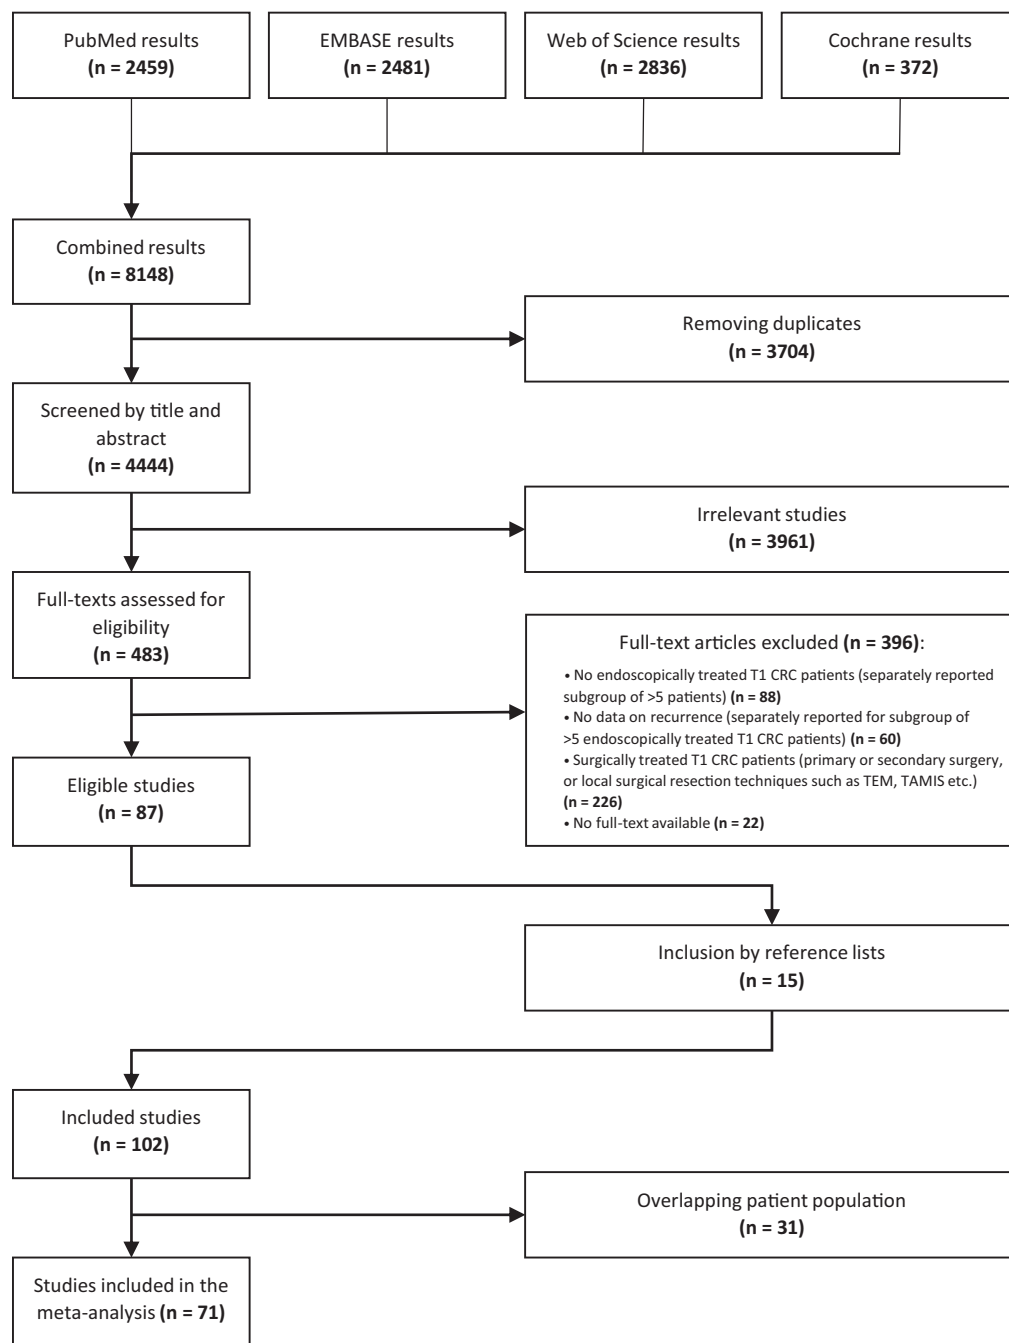 PubMed results
(n = 2459)
EMBASE results
(n = 2481)
Web of Science results
(n = 2836)
Cochrane results
(n = 372)
Combined results
(n = 8148)
Removing duplicates
(n = 3704)
Screened by title and
abstract
(n = 4444)
Irrelevant studies
(n = 3961)
Full-texts assessed for
eligibility
(n = 483)
Full-text articles excluded (n = 396):
• No endoscopically treated T1 CRC patients (separately reported
subgroup of >5 patients) (n = 88)
• No data on recurrence (separately reported for subgroup of
>5 endoscopically treated T1 CRC patients) (n = 60)
• Surgically treated T1 CRC patients (primary or secondary surgery,
or local surgical resection techniques such as TEM, TAMIS etc.)
(n = 226)
• No full-text available (n = 22)
Eligible studies
(n = 87)
Inclusion by reference lists
(n = 15)
Included studies
(n = 102)
Overlapping patient population
(n = 31)
Studies included in the
meta-analysis (n = 71)